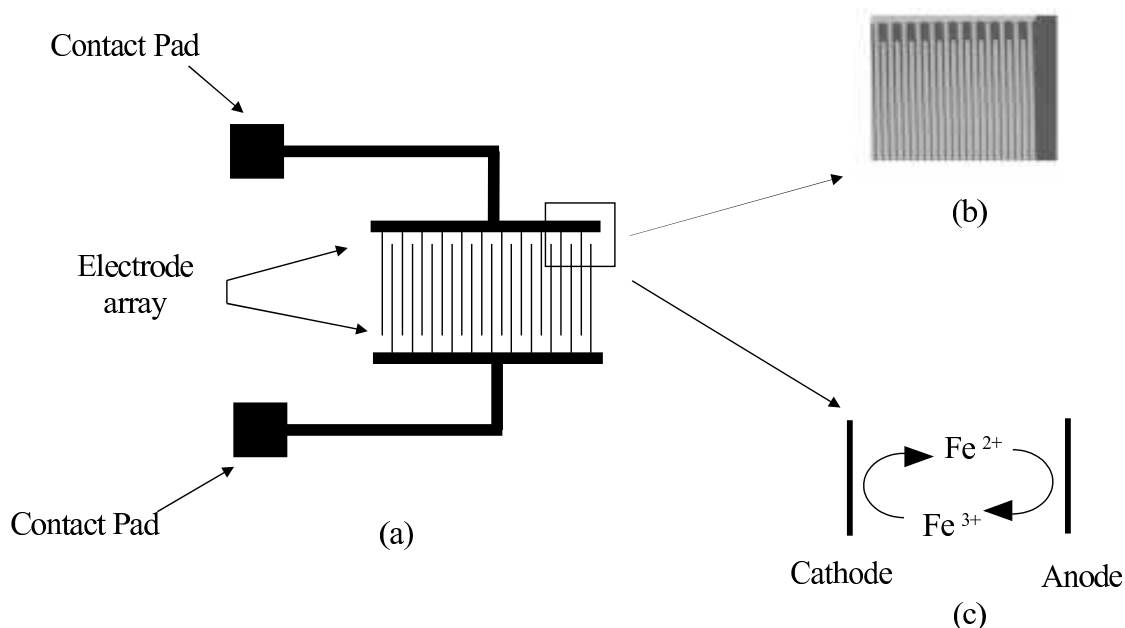 Contact Pad
(b)
Electrode
array
Fe 2+
Contact Pad
(a)
Fe 3+
Cathode
Anode
(c)